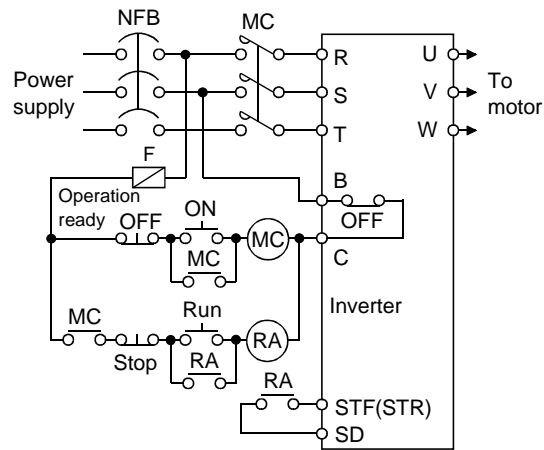 NFB MC
R U
Power supply
S V To motor
T W
F
Operation ready
B
OFF ON OFF
MC
C
MC
MC Run Inverter
RA
Stop RA
RA
STF(STR)
SD